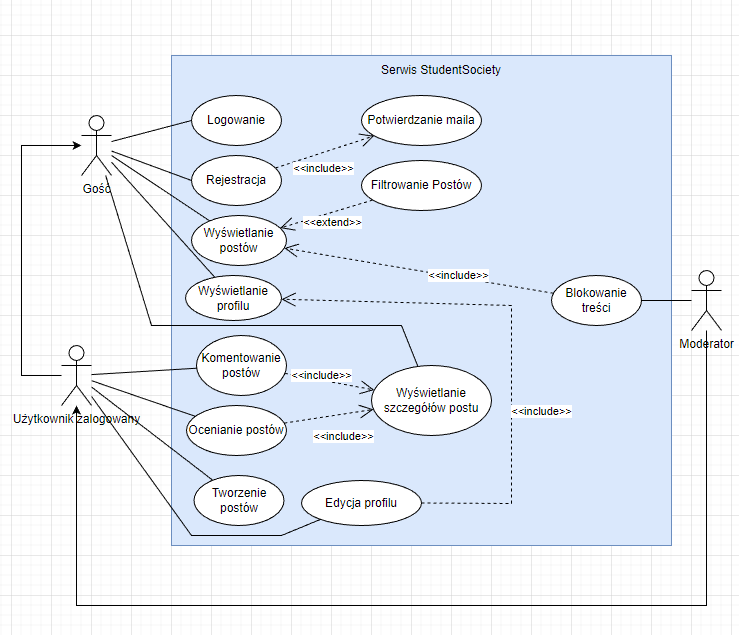 Serwis StudentSociety
Logowanie
Potwierdzanie maila
Rejestracja
<<include>>
Filtrowanie Postów
Gość
<<extend>>
Wyświetlanie
postów
<<include>>
Wyświetlanie
profilu
Blokowanie
treści
Moderator
Komentowanie
postów
<<include>>
Wyświetlanie
szczegółów postu
<<include>>
Użytkownik zalogowany
Ocenianie postów
<<include>>
Tworzenie
postów
Edycja profilu